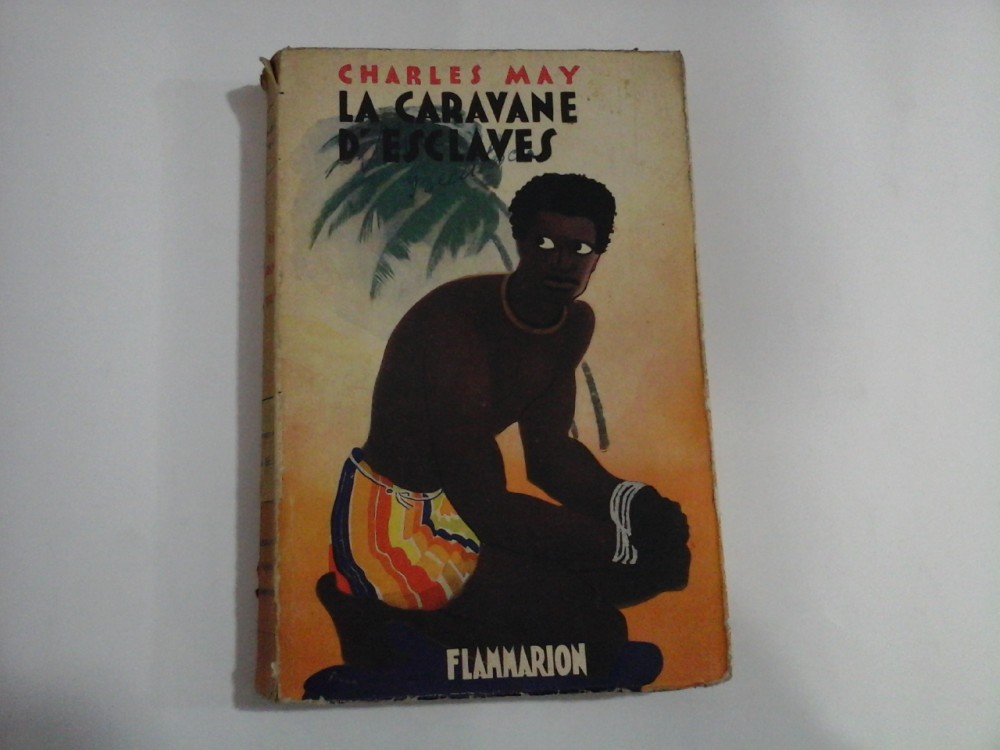 CHARLES MAY
LA CARAVANE
D'ESCLAVES
FLAMMARION